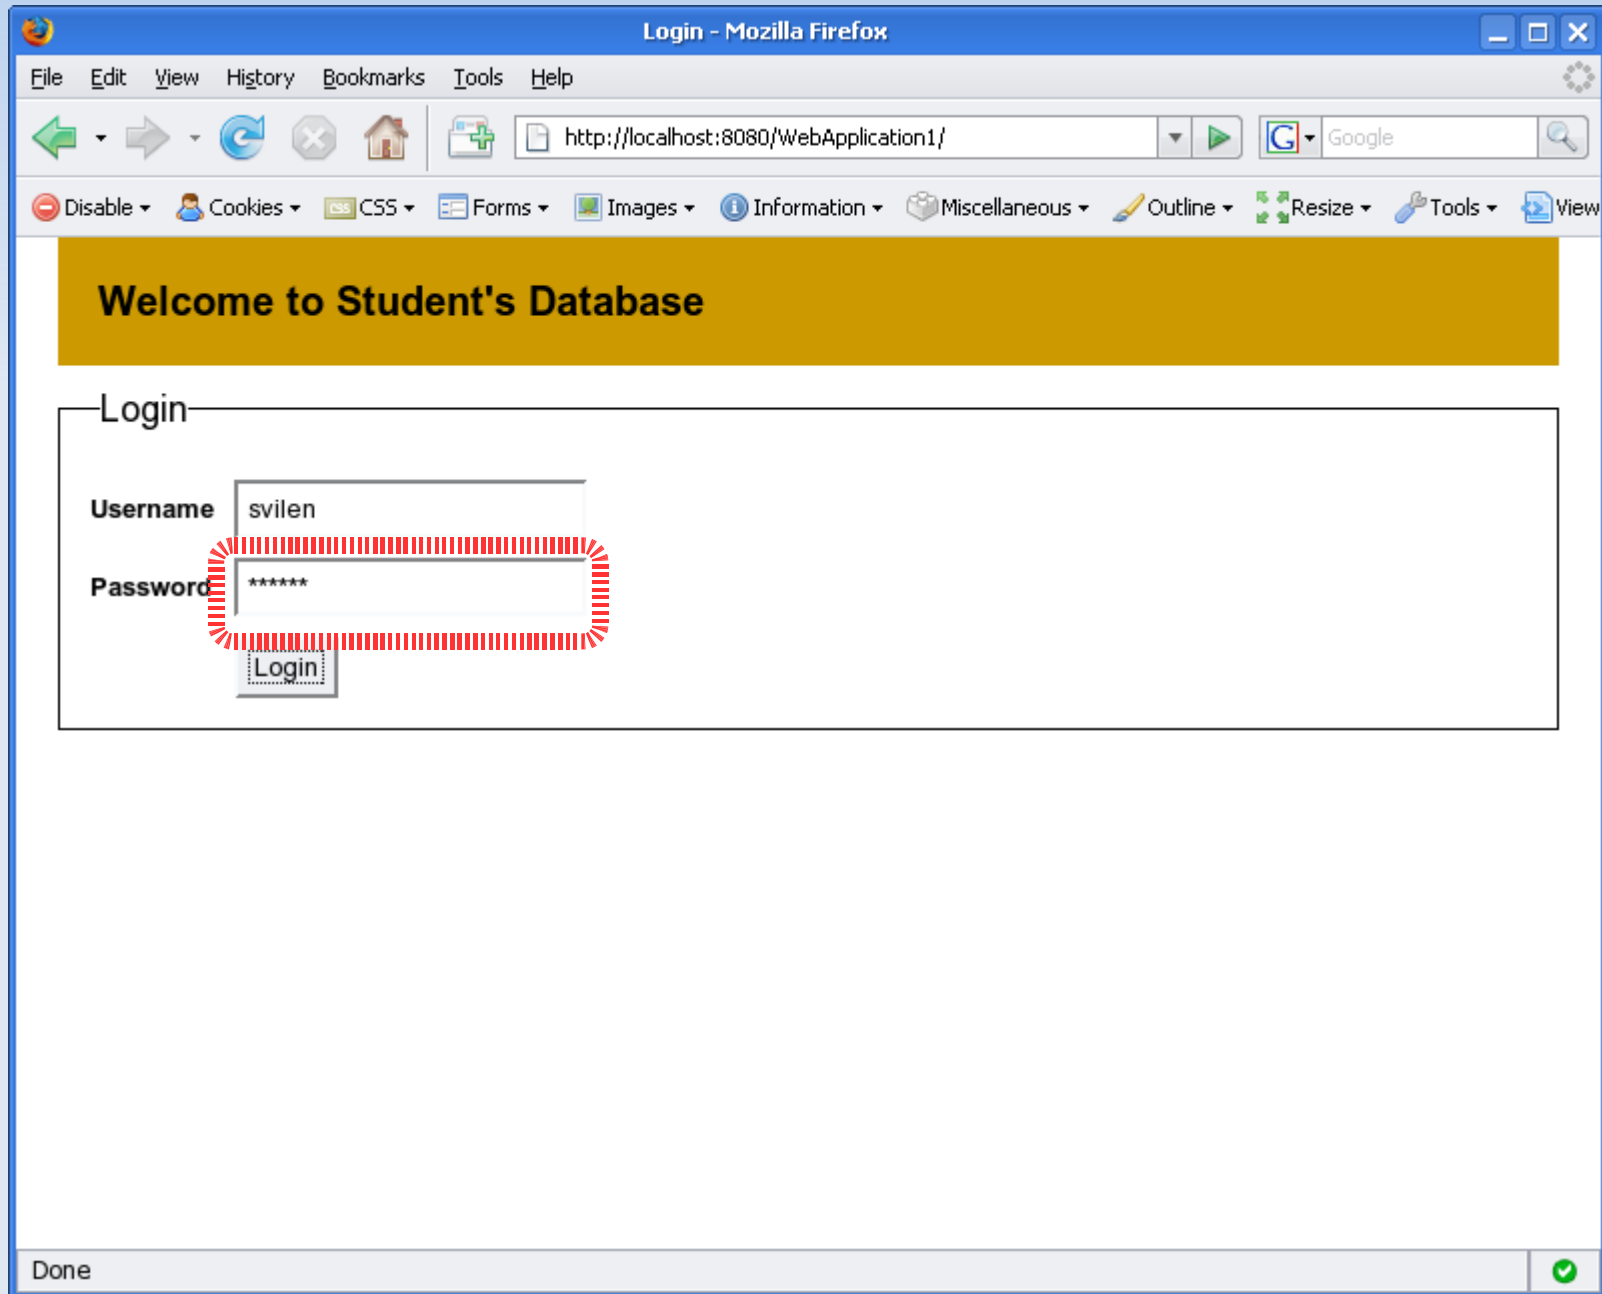 Login - Mozilla Firefox
File Edit View History Bookmarks Tools Help
http://localhost:8080/WebApplication1/ G Google
Disable Cookies CSS CSS Forms Images Information Miscellaneous Outline Resize Tools View
Welcome to Student's Database
Login
Username svilen
Password ******
Login
Done